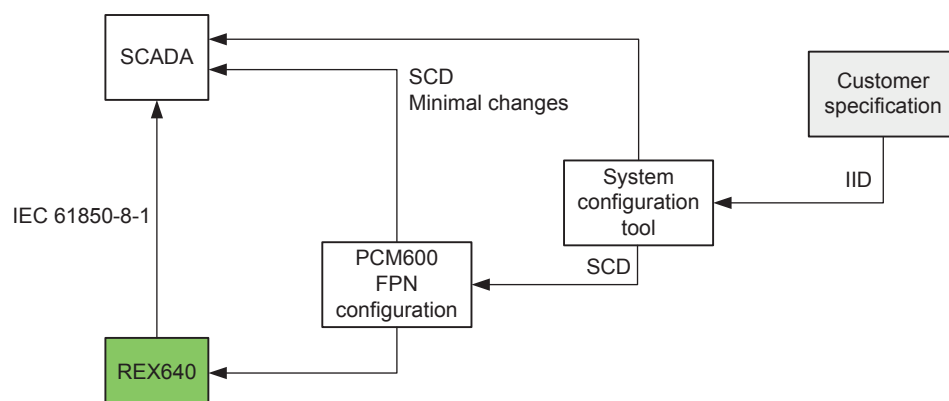 SCADA
SCD
Minimal changes
Customer
specification
IID
System
configuration
tool
IEC 61850-8-1
SCD
PCM600
FPN
configuration
REX640